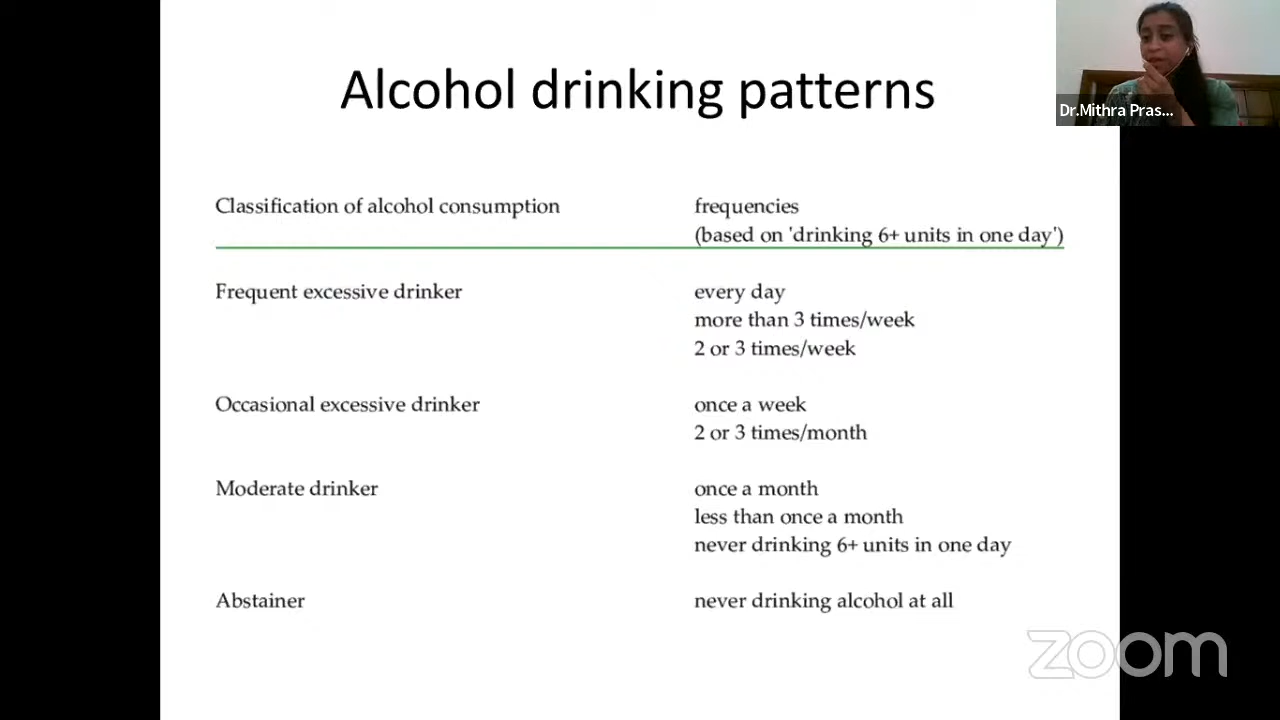 Alcohol drinking patterns
Dr.Mithra Pras...
Classification of alcohol consumption
frequencies
(based on 'drinking 6+ units in one day')
Frequent excessive drinker
every day
more than 3 times/week
2 or 3 times/week
Occasional excessive drinker
once a week
2 or 3 times/month
Moderate drinker
once a month
less than once a month
never drinking 6+ units in one day
Abstainer
never drinking alcohol at all
zoom